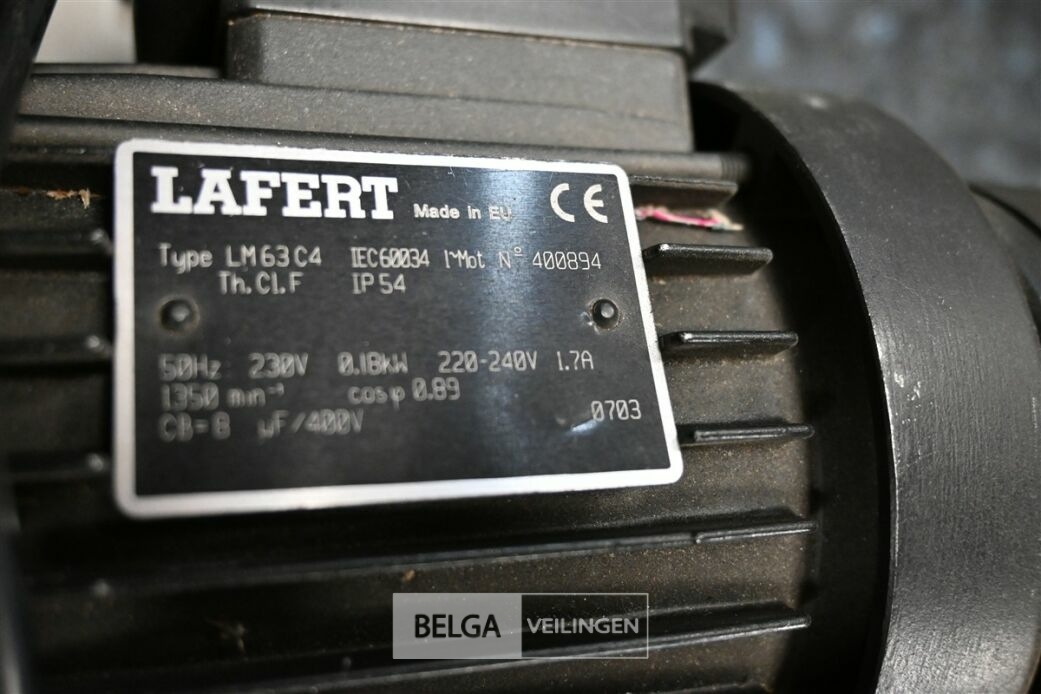 LAFERT Made in EU CE
Type LM63C4 IEC60034 1~Mot N° 400894
Th.Cl.F IP54
50Hz 230V 0.18kW 220-240V 1.7A
1350 min⁻¹ cosφ 0.89
CB=8 µF/400V 0703
BELGA VEILINGEN